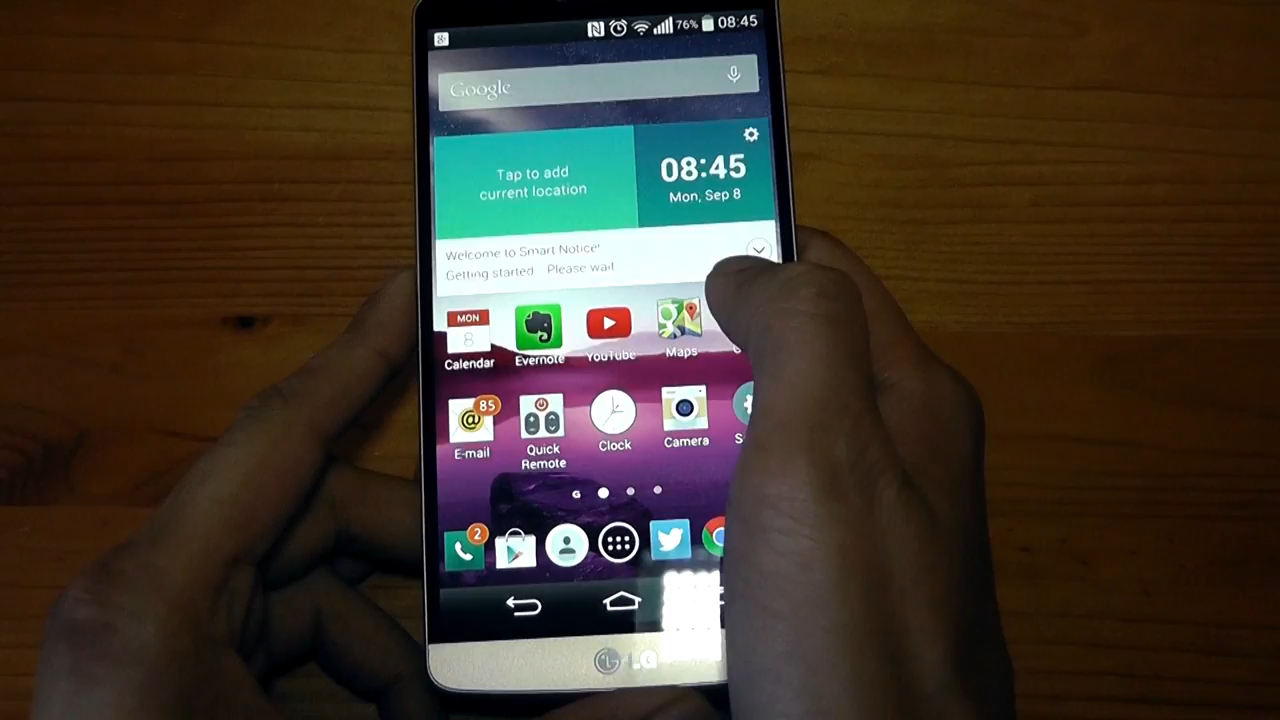 76% 08:45
Google
Tap to add
current location
08:45
Mon, Sep 8
Welcome to Smart Notice!
Getting started Please wait
MON
8
Calendar
Evernote
YouTube
Maps
85
E-mail
Quick
Remote
Clock
Camera
S
2
LG